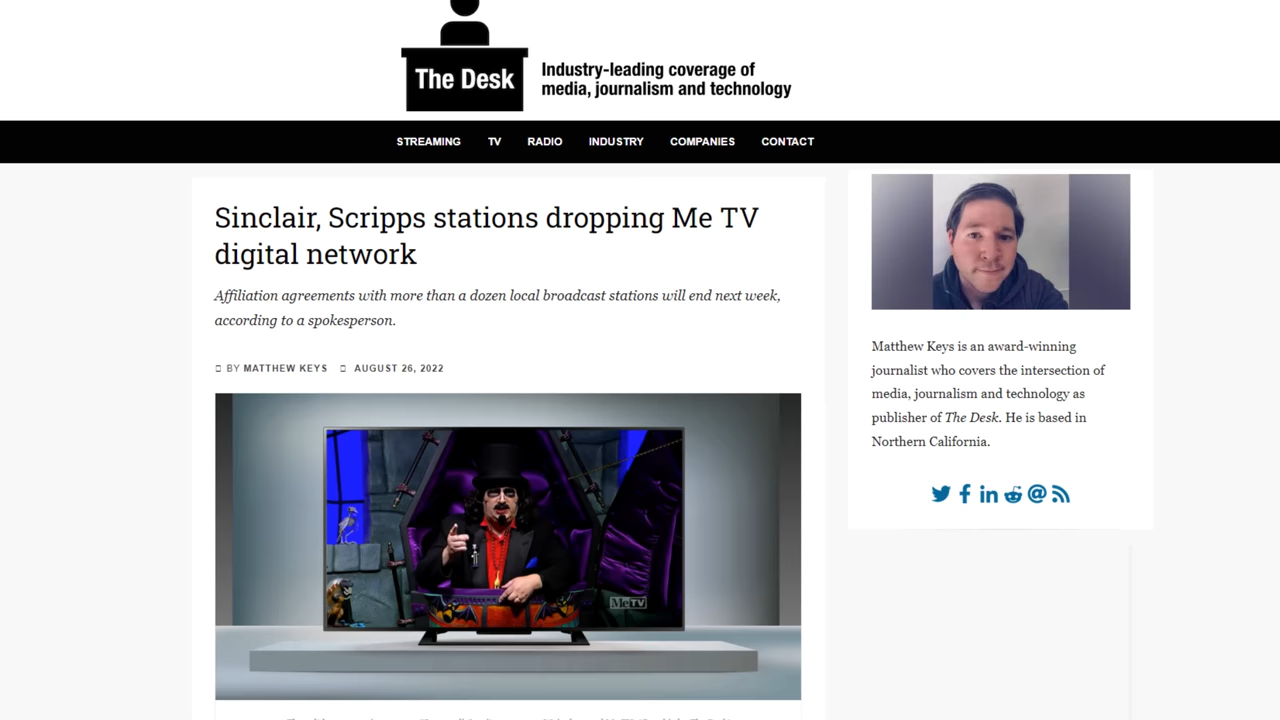 The Desk
Industry-leading coverage of
media, journalism and technology
STREAMING TV RADIO INDUSTRY COMPANIES CONTACT
Sinclair, Scripps stations dropping Me TV
digital network
Affiliation agreements with more than a dozen local broadcast stations will end next week,
according to a spokesperson.
BY MATTHEW KEYS AUGUST 26, 2022
MeTV
Matthew Keys is an award-winning
journalist who covers the intersection of
media, journalism and technology as
publisher of The Desk. He is based in
Northern California.